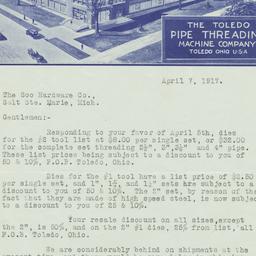 THE TOLEDO
PIPE THREADING
MACHINE COMPANY
TOLEDO OHIO U·S·A
April 7, 1917.
The Soo Hardware Co.,
Salt Ste. Marie, Mich.
Gentlemen:-
Responding to your favor of April 5th, dies
for the #2 tool list at $8.00 per single set, or $32.00
for the complete set threading 2½", 3", 3½" and 4" pipe.
These list prices being subject to a discount to you of
50 & 10%, F.O.B. Toledo, Ohio.
Dies for the #1 tool have a list price of $2.50
per single set, and 1", 1¼, and 1½" sets are subject to a
discount to you of 50 & 10%. The 2" set, by reason of the
fact that they are made of high speed steel, is now subject
to a discount to you of 25 & 10%.
Your resale discount on all sizes, except
the 2", is 50%, and on the 2" #1 dies, 25% from list, all
F.O.B. Toledo, Ohio.
We are considerably behind on shipments at the